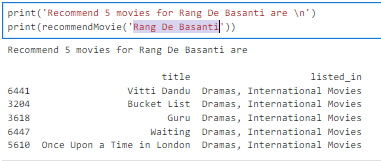 print('Recommend 5 movies for Rang De Basanti are \n')
print(recommendMovie('Rang De Basanti'))
Recommend 5 movies for Rang De Basanti are
title listed_in
6441 Vitti Dandu Dramas, International Movies
3204 Bucket List Dramas, International Movies
3618 Guru Dramas, International Movies
6447 Waiting Dramas, International Movies
5610 Once Upon a Time in London Dramas, International Movies